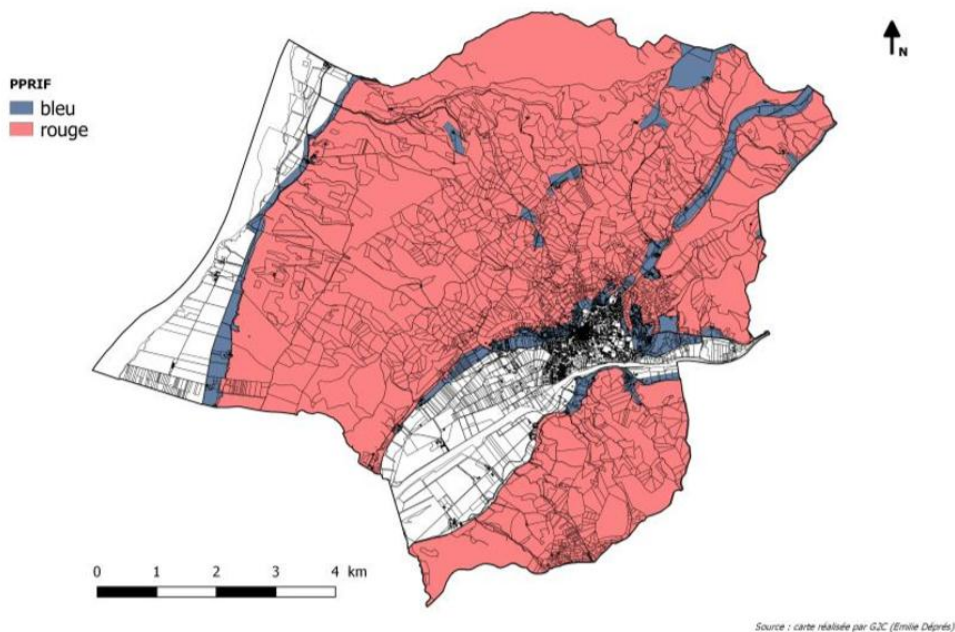 N
PPRIF
bleu
rouge
0 1 2 3 4 km
Source : carte réalisée par G2C (Emilie Déprés)